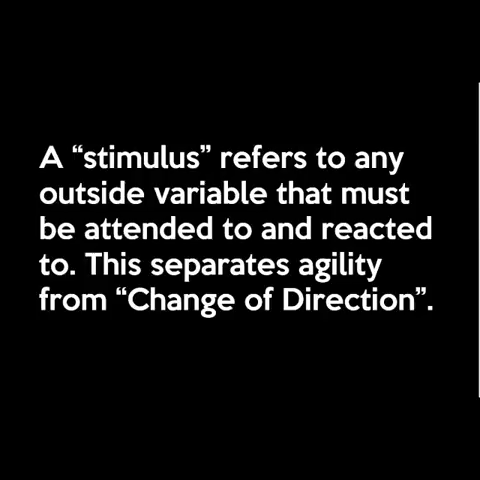 A “stimulus” refers to any
outside variable that must
be attended to and reacted
to. This separates agility
from “Change of Direction”.